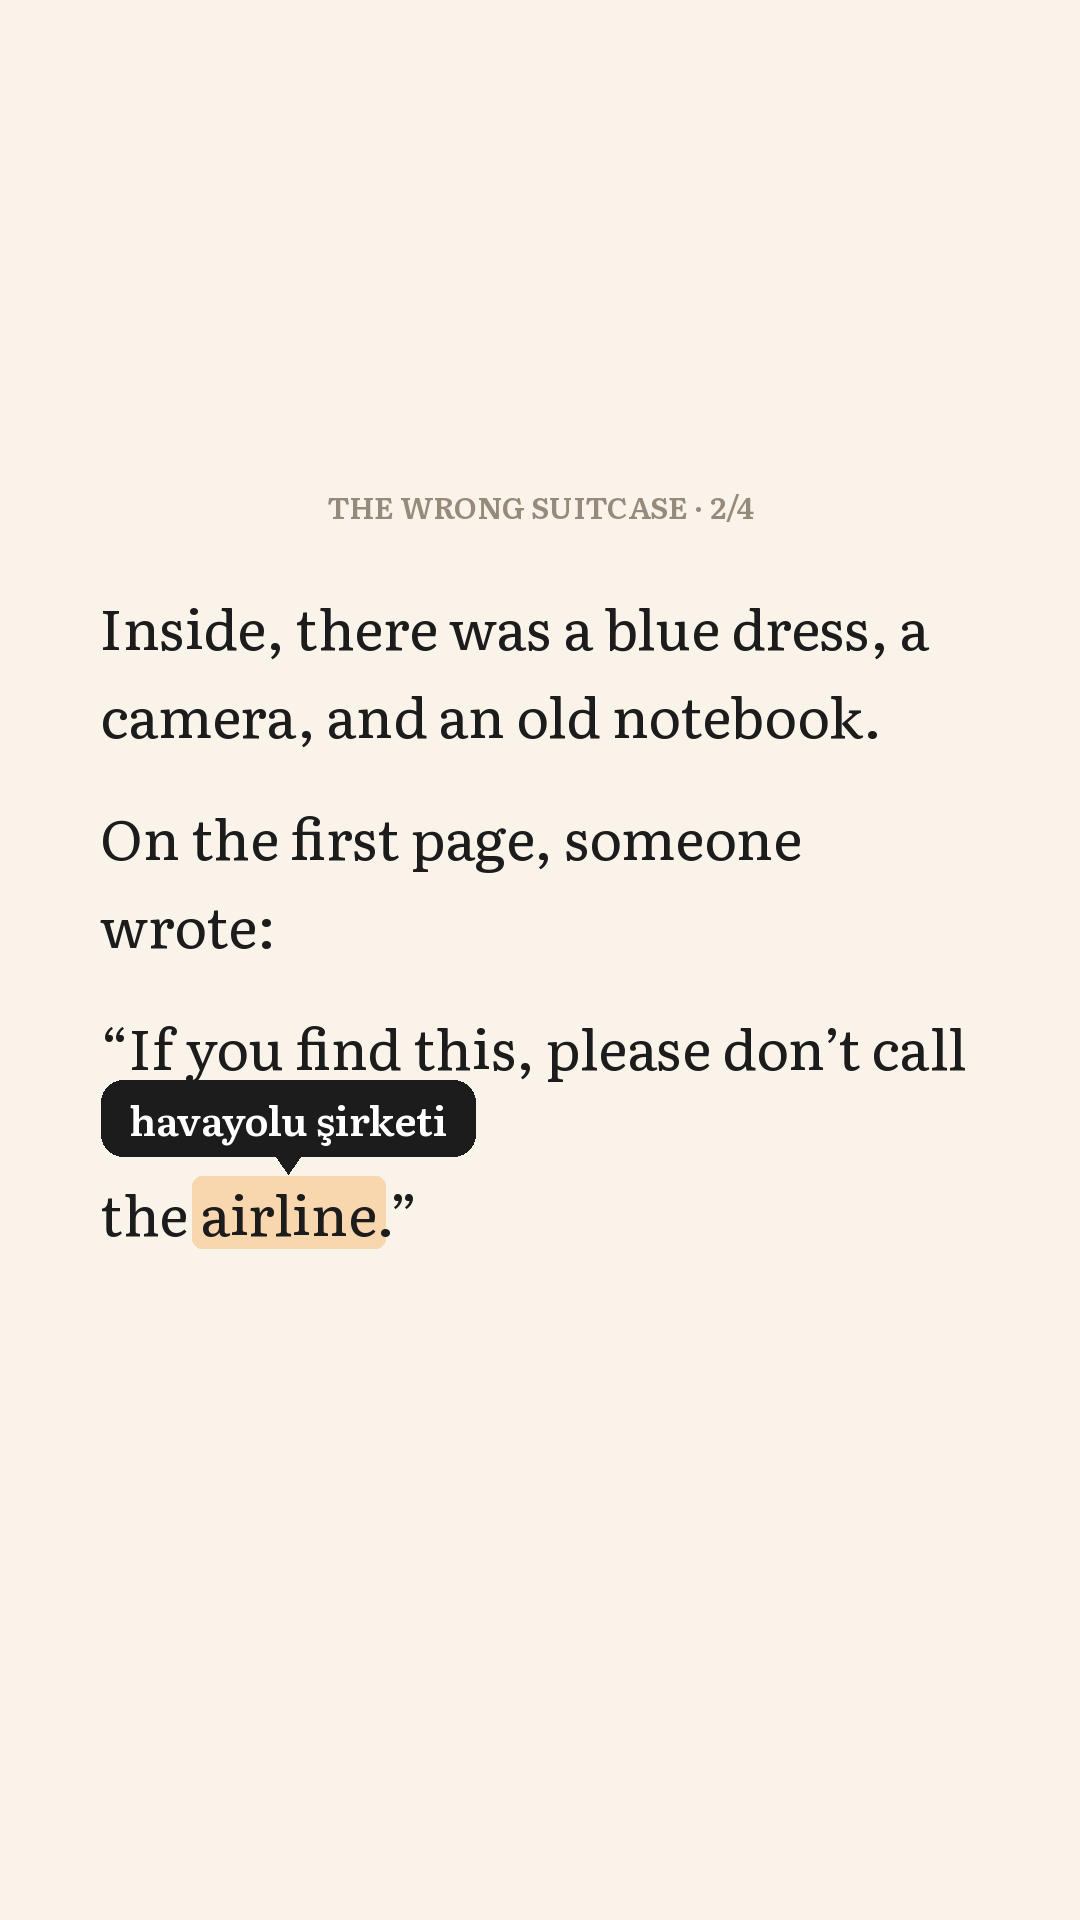 THE WRONG SUITCASE · 2/4
Inside, there was a blue dress, a
camera, and an old notebook.
On the first page, someone
wrote:
“If you find this, please don’t call
havayolu şirketi
the airline.”